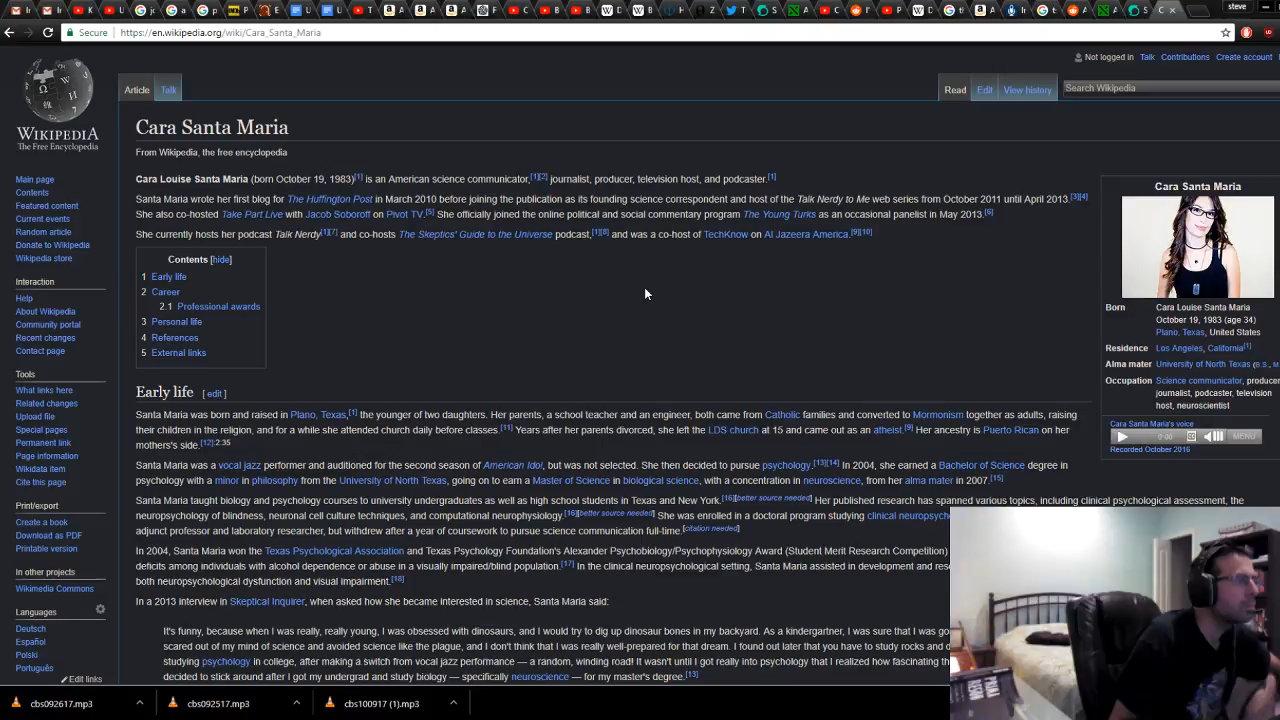 steve
Secure
https://en.wikipedia.org/wiki/Cara_Santa_Maria
Not logged in Talk Contributions Create account
Article Talk Read Edit View history Search Wikipedia
WIKIPEDIA
The Free Encyclopedia
Main page
Contents
Featured content
Current events
Random article
Donate to Wikipedia
Wikipedia store
Interaction
Help
About Wikipedia
Community portal
Recent changes
Contact page
Tools
What links here
Related changes
Upload file
Special pages
Permanent link
Page information
Wikidata item
Cite this page
Print/export
Create a book
Download as PDF
Printable version
In other projects
Wikimedia Commons
Languages
Deutsch
Español
Polski
Português
Edit links
Cara Santa Maria
From Wikipedia, the free encyclopedia
Cara Louise Santa Maria (born October 19, 1983)[1] is an American science communicator,[1][2] journalist, producer, television host, and podcaster.[1]
Santa Maria wrote her first blog for The Huffington Post in March 2010 before joining the publication as its founding science correspondent and host of the Talk Nerdy to Me web series from October 2011 until April 2013.[3][4]
She also co-hosted Take Part Live with Jacob Soboroff on Pivot TV.[5] She officially joined the online political and social commentary program The Young Turks as an occasional panelist in May 2013.[6]
She currently hosts her podcast Talk Nerdy[1][7] and co-hosts The Skeptics' Guide to the Universe podcast,[1][8] and was a co-host of TechKnow on Al Jazeera America.[9][10]
Contents [hide]
1 Early life
2 Career
2.1 Professional awards
3 Personal life
4 References
5 External links
Early life [ edit ]
Santa Maria was born and raised in Plano, Texas,[1] the younger of two daughters. Her parents, a school teacher and an engineer, both came from Catholic families and converted to Mormonism together as adults, raising
their children in the religion, and for a while she attended church daily before classes.[11] Years after her parents divorced, she left the LDS church at 15 and came out as an atheist.[9] Her ancestry is Puerto Rican on her
mother's side.[12]:2:35
Santa Maria was a vocal jazz performer and auditioned for the second season of American Idol, but was not selected. She then decided to pursue psychology.[13][14] In 2004, she earned a Bachelor of Science degree in
psychology with a minor in philosophy from the University of North Texas, going on to earn a Master of Science in biological science, with a concentration in neuroscience, from her alma mater in 2007.[15]
Santa Maria taught biology and psychology courses to university undergraduates as well as high school students in Texas and New York.[16][better source needed] Her published research has spanned various topics, including clinical psychological assessment, the
neuropsychology of blindness, neuronal cell culture techniques, and computational neurophysiology.[16][better source needed] She was enrolled in a doctoral program studying clinical neuropsyc
adjunct professor and laboratory researcher, but withdrew after a year of coursework to pursue science communication full-time.[citation needed]
In 2004, Santa Maria won the Texas Psychological Association and Texas Psychology Foundation's Alexander Psychobiology/Psychophysiology Award (Student Merit Research Competition)
deficits among individuals with alcohol dependence or abuse in a visually impaired/blind population.[17] In the clinical neuropsychological setting, Santa Maria assisted in development and res
both neuropsychological dysfunction and visual impairment.[18]
In a 2013 interview in Skeptical Inquirer, when asked how she became interested in science, Santa Maria said:
It's funny, because when I was really, really young, I was obsessed with dinosaurs, and I would try to dig up dinosaur bones in my backyard. As a kindergartner, I was sure that I was go
scared out of my mind of science and avoided science like the plague, and I don't think that I was really well-prepared for that dream. I found out later that you have to study rocks and d
studying psychology in college, after making a switch from vocal jazz performance — a random, winding road! It wasn't until I got really into psychology that I realized how fascinating th
decided to stick around after I got my undergrad and study biology — specifically neuroscience — for my master's degree.[13]
Cara Santa Maria
Born Cara Louise Santa Maria
October 19, 1983 (age 34)
Plano, Texas, United States
Residence Los Angeles, California[1]
Alma mater University of North Texas (B.S., M
Occupation Science communicator, producer
journalist, podcaster, television
host, neuroscientist
Cara Santa Maria's voice
0:00 MENU
Recorded October 2016
cbs092617.mp3
cbs092517.mp3
cbs100917 (1).mp3